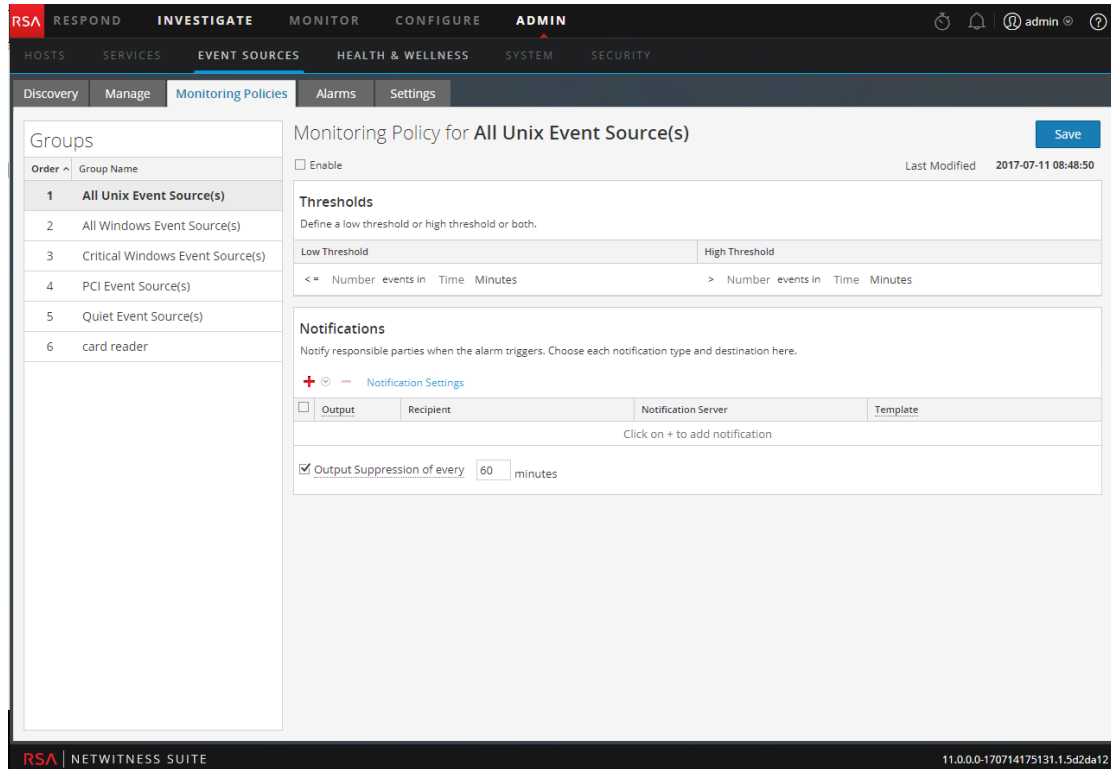 RSA RESPOND INVESTIGATE MONITOR CONFIGURE ADMIN admin ?
HOSTS SERVICES EVENT SOURCES HEALTH & WELLNESS SYSTEM SECURITY
Discovery Manage Monitoring Policies Alarms Settings
Groups
Order Group Name
1 All Unix Event Source(s)
2 All Windows Event Source(s)
3 Critical Windows Event Source(s)
4 PCI Event Source(s)
5 Quiet Event Source(s)
6 card reader
Monitoring Policy for All Unix Event Source(s) Save
Enable Last Modified 2017-07-11 08:48:50
Thresholds
Define a low threshold or high threshold or both.
Low Threshold High Threshold
<= Number events in Time Minutes > Number events in Time Minutes
Notifications
Notify responsible parties when the alarm triggers. Choose each notification type and destination here.
Notification Settings
Output Recipient Notification Server Template
Click on + to add notification
Output Suppression of every 60 minutes
RSA NETWITNESS SUITE 11.0.0.0-170714175131.1.5d2da12